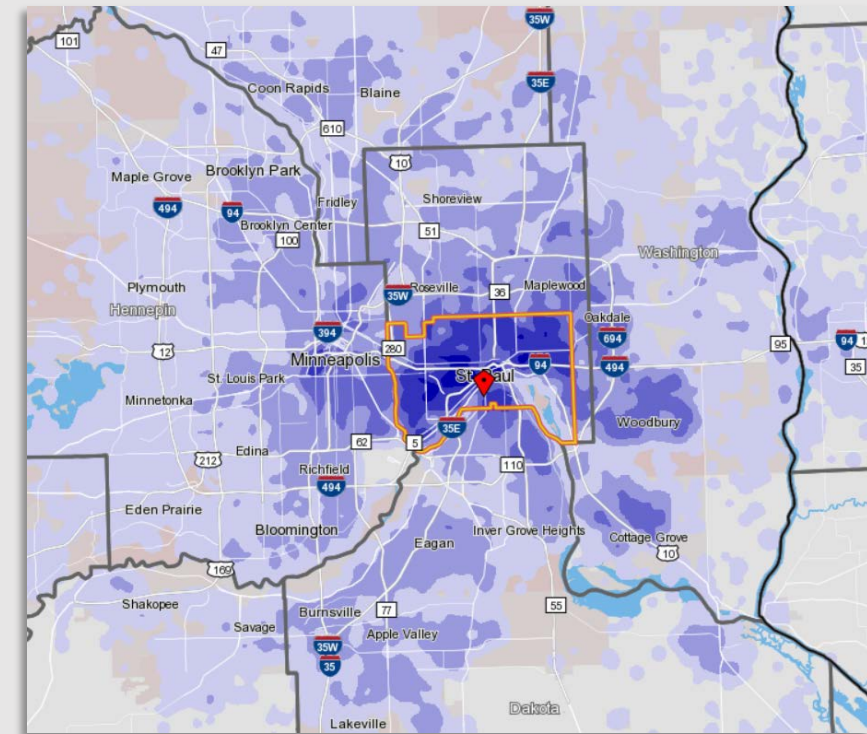 35W
101
47
35E
Coon Rapids
Blaine
610
10
Maple Grove
Brooklyn Park
Fridley
Shoreview
494
94
Brooklyn Center
51
100
Washington
Plymouth
Roseville
36
Maplewood
35W
Hennepin
Oakdale
394
280
694
95
94
12
Minneapolis
94
St. Louis Park
494
35
Minnetonka
Woodbury
35E
Edina
62
5
212
Richfield
110
494
Eden Prairie
Bloomington
Inver Grove Heights
Cottage Grove
Eagan
10
169
Shakopee
Burnsville
77
55
Savage
Apple Valley
35W
35
Dakota
Lakeville